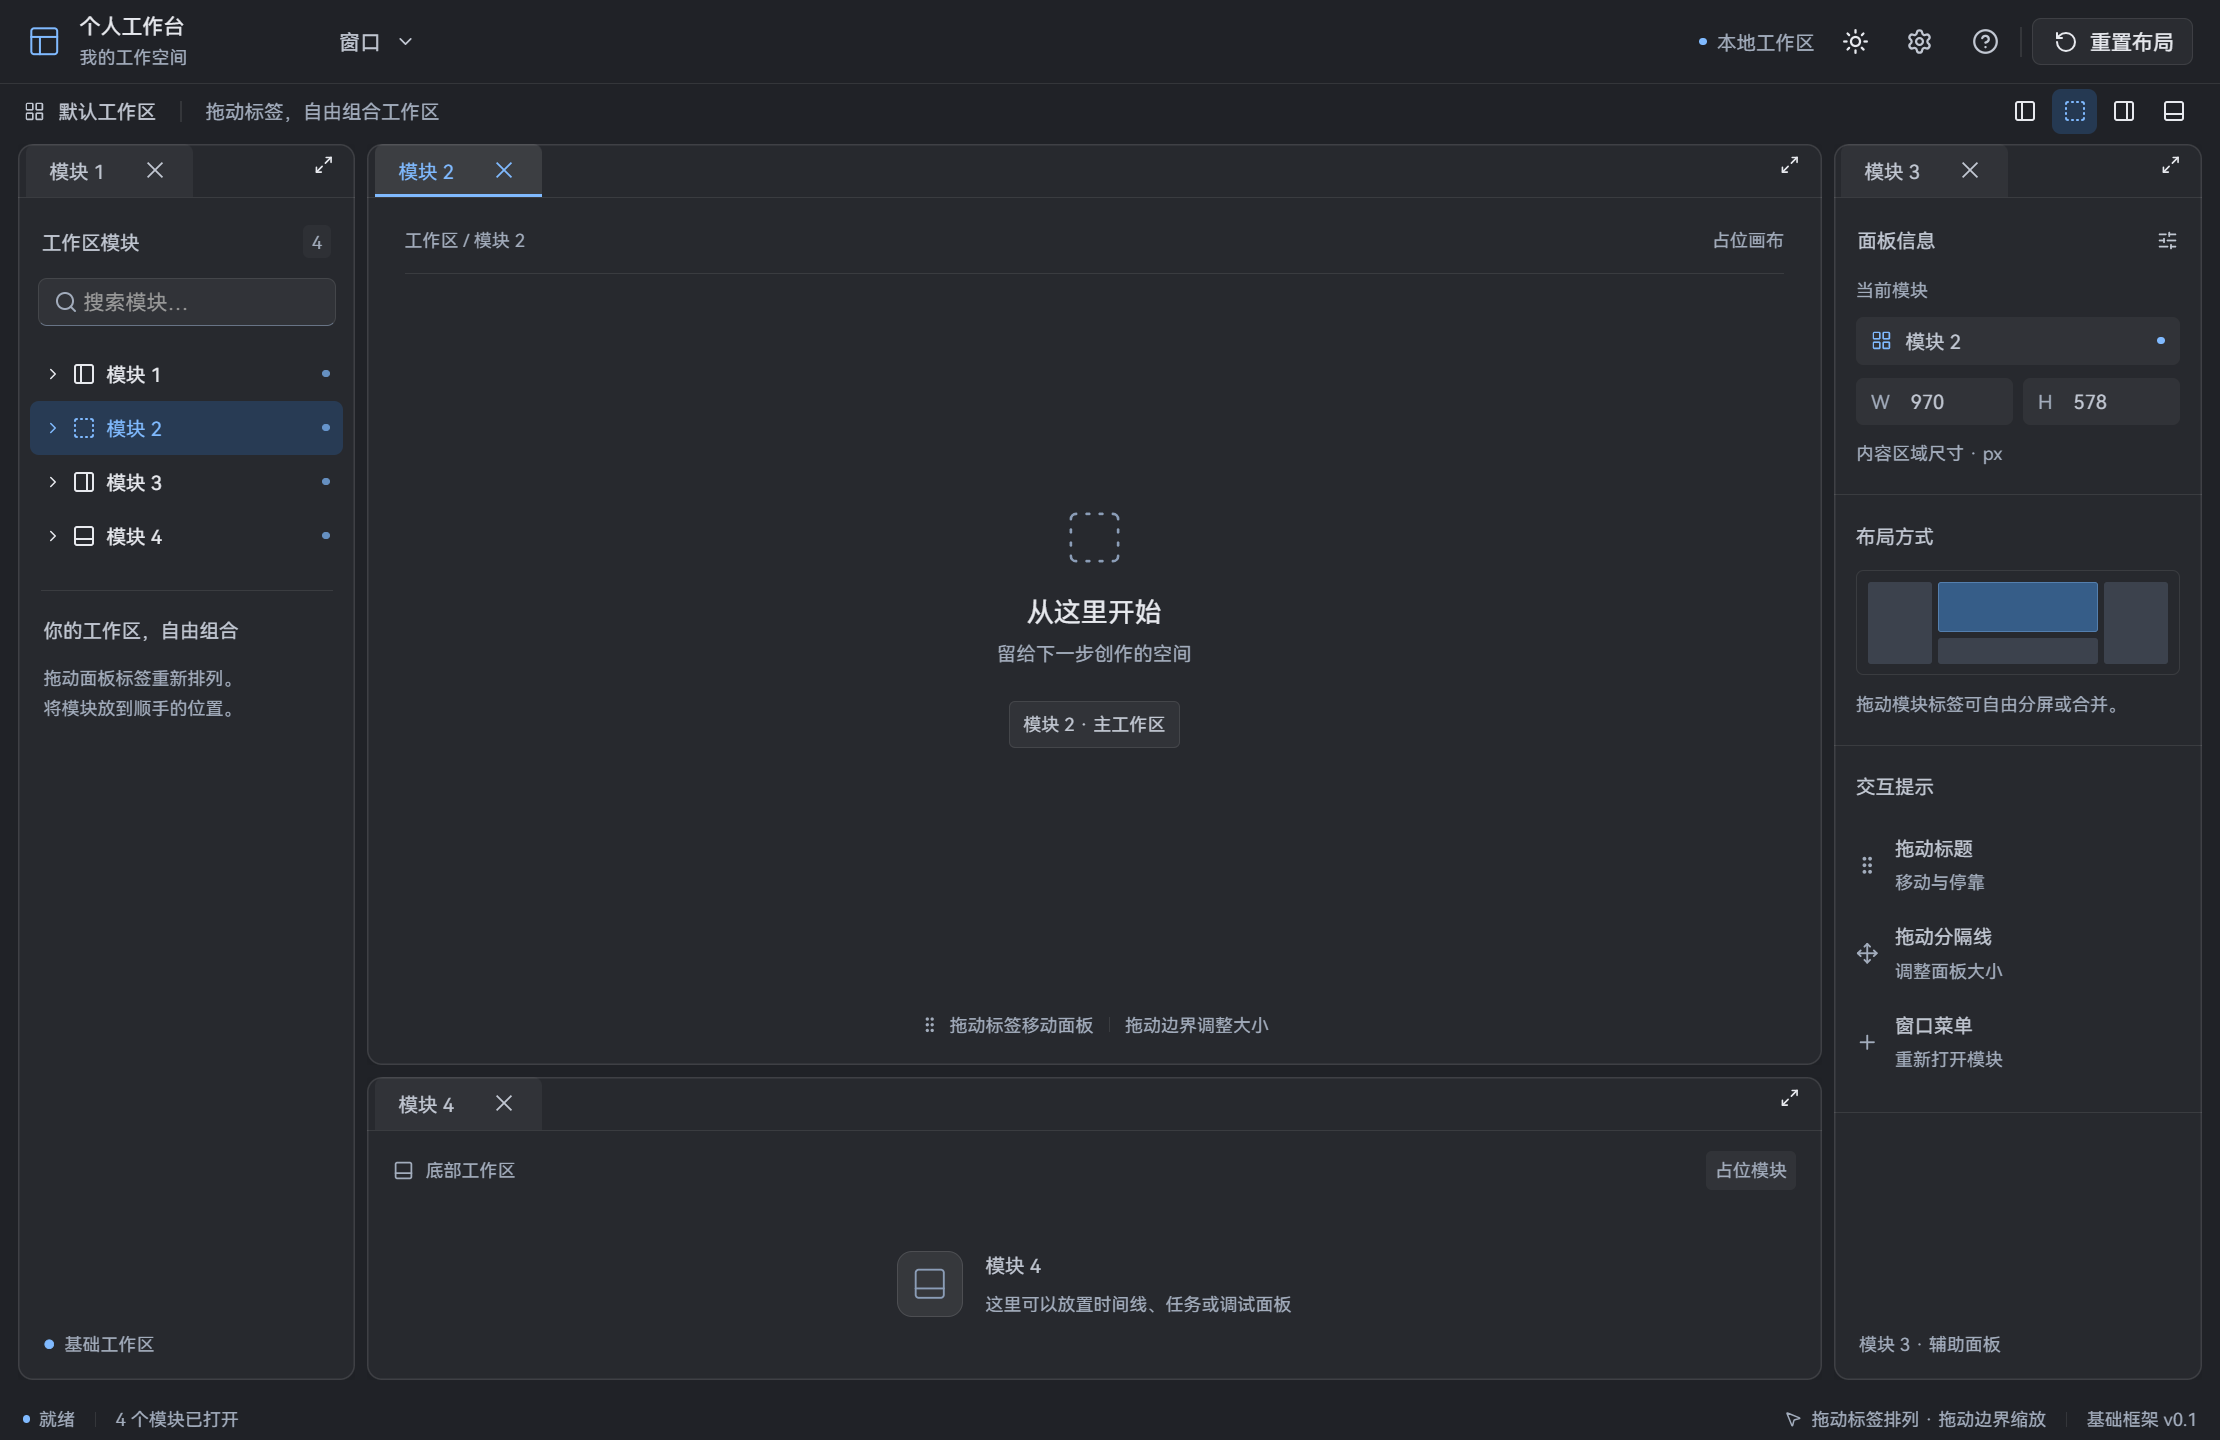 个人工作台
我的工作空间
窗口
本地工作区
重置布局
默认工作区
拖动标签，自由组合工作区
模块 1
工作区模块
4
搜索模块...
模块 1
模块 2
模块 3
模块 4
你的工作区，自由组合
拖动面板标签重新排列。
将模块放到顺手的位置。
基础工作区
模块 2
工作区 / 模块 2
占位画布
从这里开始
留给下一步创作的空间
模块 2 · 主工作区
拖动标签移动面板
拖动边界调整大小
模块 4
底部工作区
占位模块
模块 4
这里可以放置时间线、任务或调试面板
模块 3
面板信息
当前模块
模块 2
W 970
H 578
内容区域尺寸 · px
布局方式
拖动模块标签可自由分屏或合并。
交互提示
拖动标题
移动与停靠
拖动分隔线
调整面板大小
窗口菜单
重新打开模块
模块 3 · 辅助面板
就绪
4 个模块已打开
拖动标签排列 · 拖动边界缩放
基础框架 v0.1